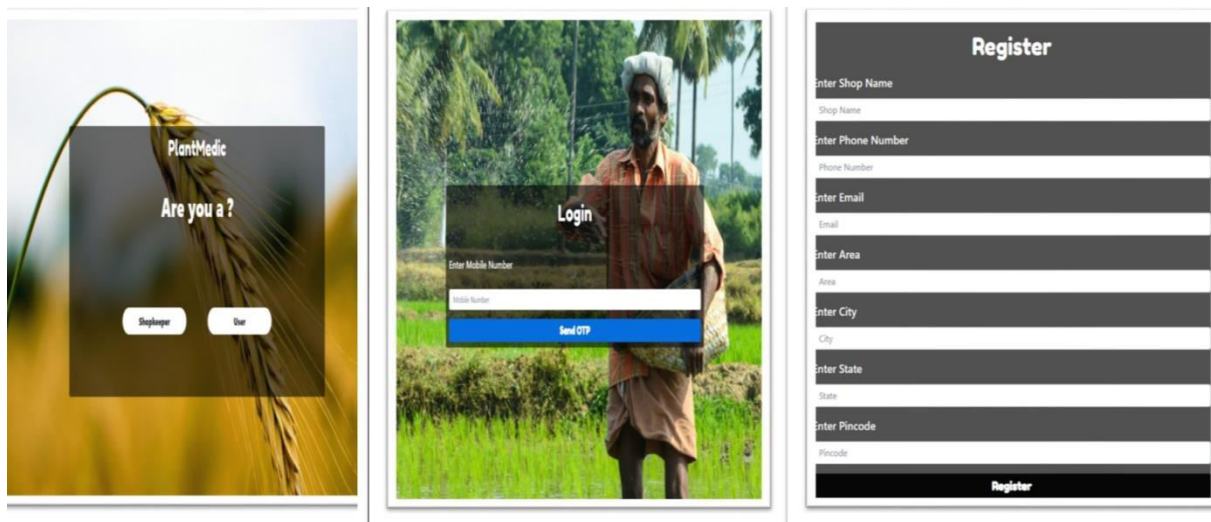 PlantMedic
Are you a ?
Shopkeeper
User
Login
Enter Mobile Number
Mobile Number
Send OTP
Register
Enter Shop Name
Shop Name
Enter Phone Number
Phone Number
Enter Email
Email
Enter Area
Area
Enter City
City
Enter State
State
Enter Pincode
Pincode
Register